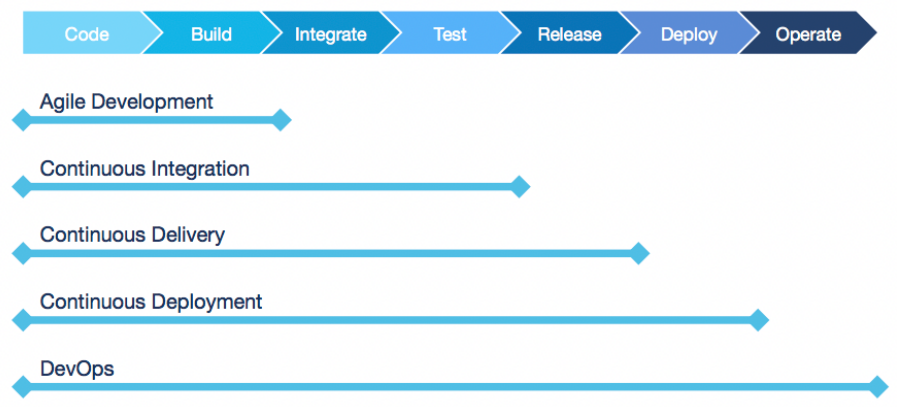 Code Build Integrate Test Release Deploy Operate
Agile Development
Continuous Integration
Continuous Delivery
Continuous Deployment
DevOps